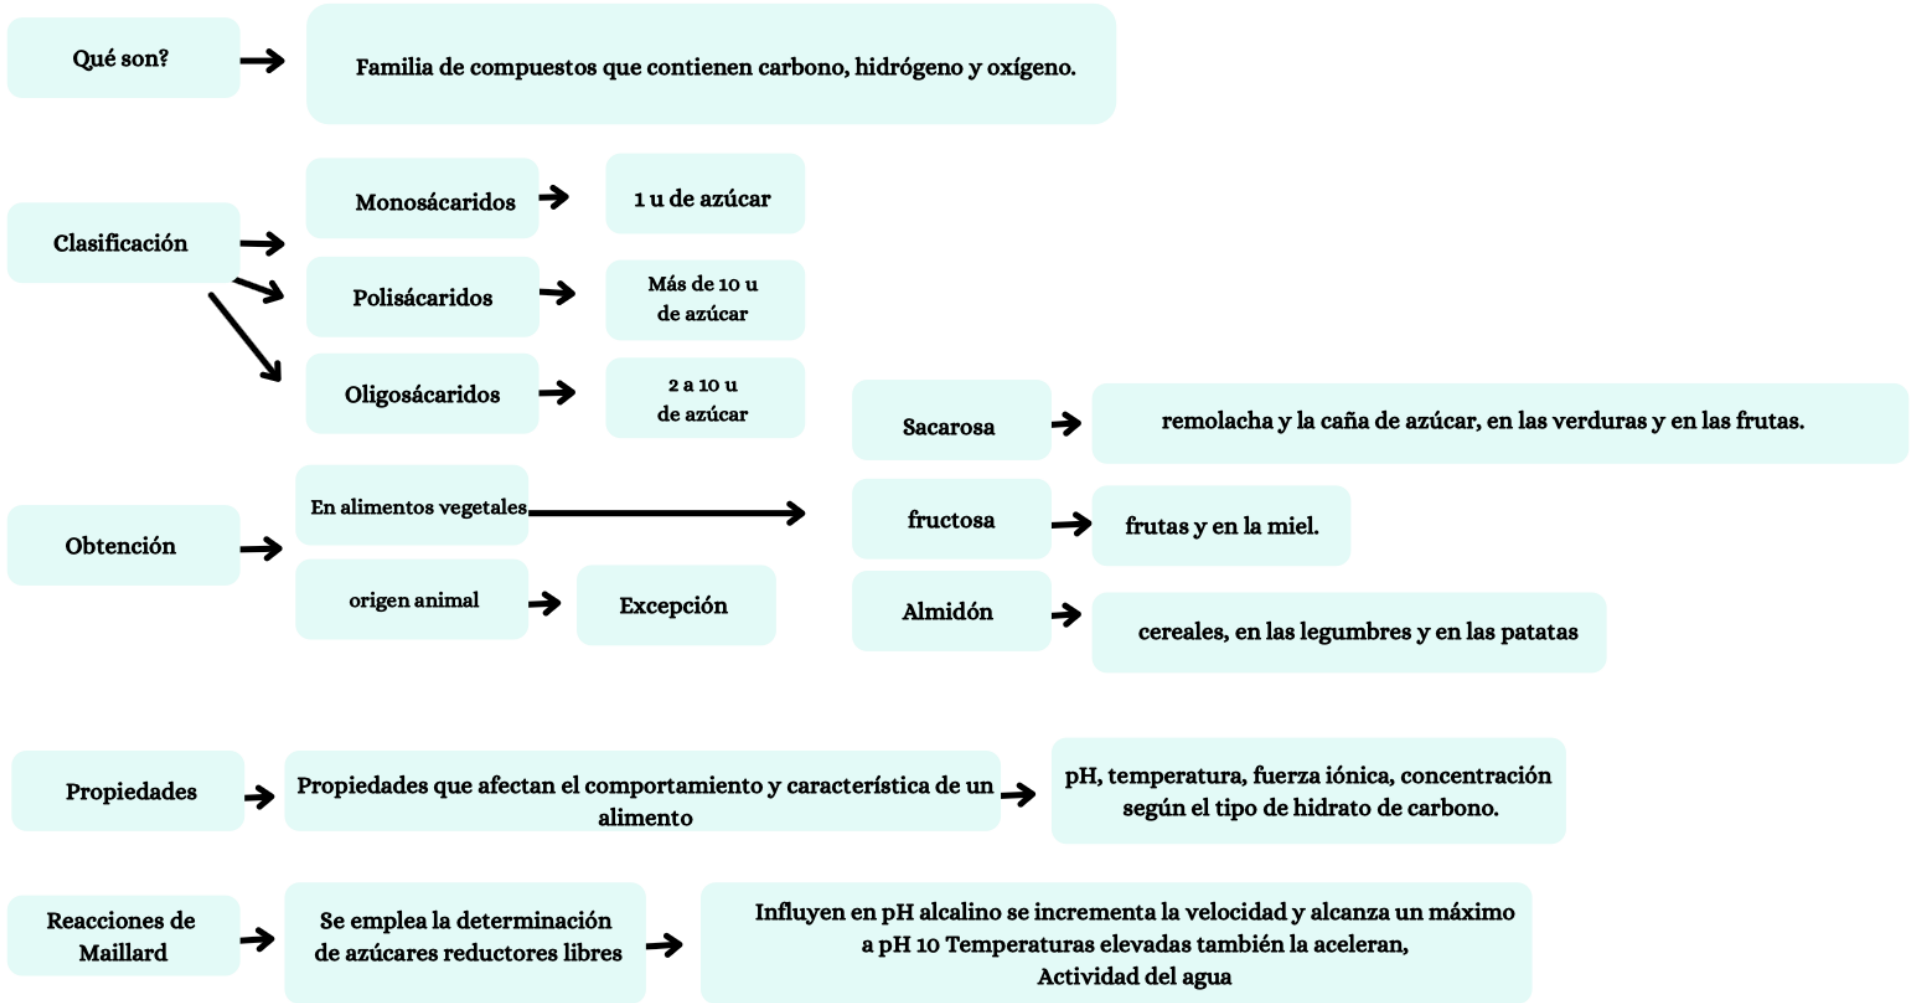 Qué son?
Familia de compuestos que contienen carbono, hidrógeno y oxígeno.
Clasificación
Monosácaridos
1 u de azúcar
Polisácaridos
Más de 10 u
de azúcar
Oligosácaridos
2 a 10 u
de azúcar
Obtención
En alimentos vegetales
Sacarosa
remolacha y la caña de azúcar, en las verduras y en las frutas.
fructosa
frutas y en la miel.
Almidón
cereales, en las legumbres y en las patatas
origen animal
Excepción
Propiedades
Propiedades que afectan el comportamiento y característica de un
alimento
pH, temperatura, fuerza iónica, concentración
según el tipo de hidrato de carbono.
Reacciones de
Maillard
Se emplea la determinación
de azúcares reductores libres
Influyen en pH alcalino se incrementa la velocidad y alcanza un máximo
a pH 10 Temperaturas elevadas también la aceleran,
Actividad del agua